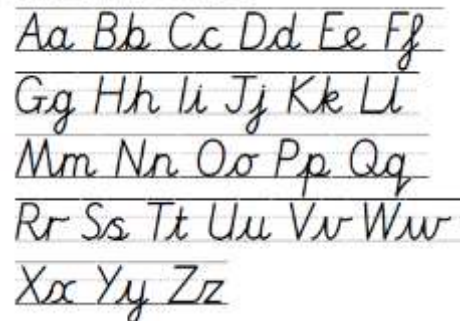 Aa Bb Cc Dd Ee Ff
Gg Hh Ii Jj Kk Ll
Mm Nn Oo Pp Qq
Rr Ss Tt Uu Vv Ww
Xx Yy Zz